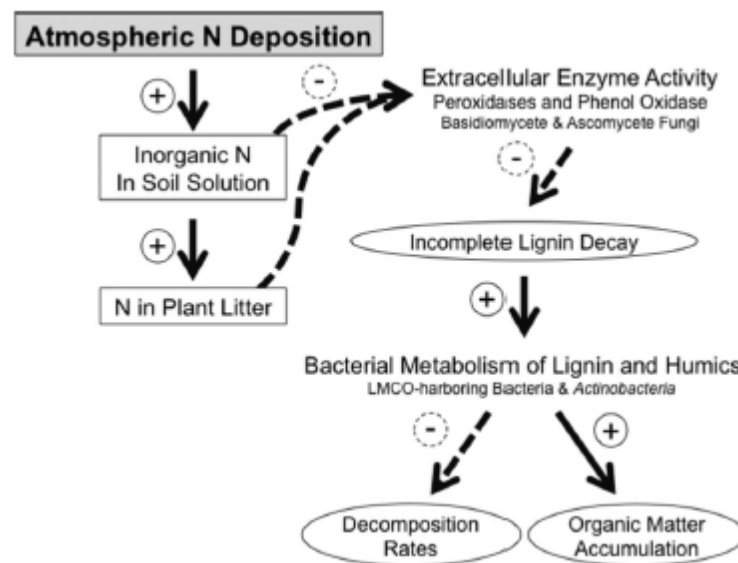 Atmospheric N Deposition
+
-
Extracellular Enzyme Activity
Peroxidases and Phenol Oxidase
Basidiomycete & Ascomycete Fungi
Inorganic N
In Soil Solution
-
+
Incomplete Lignin Decay
N in Plant Litter
+
Bacterial Metabolism of Lignin and Humics
LMCO-harboring Bacteria & Actinobacteria
-
+
Decomposition
Rates
Organic Matter
Accumulation